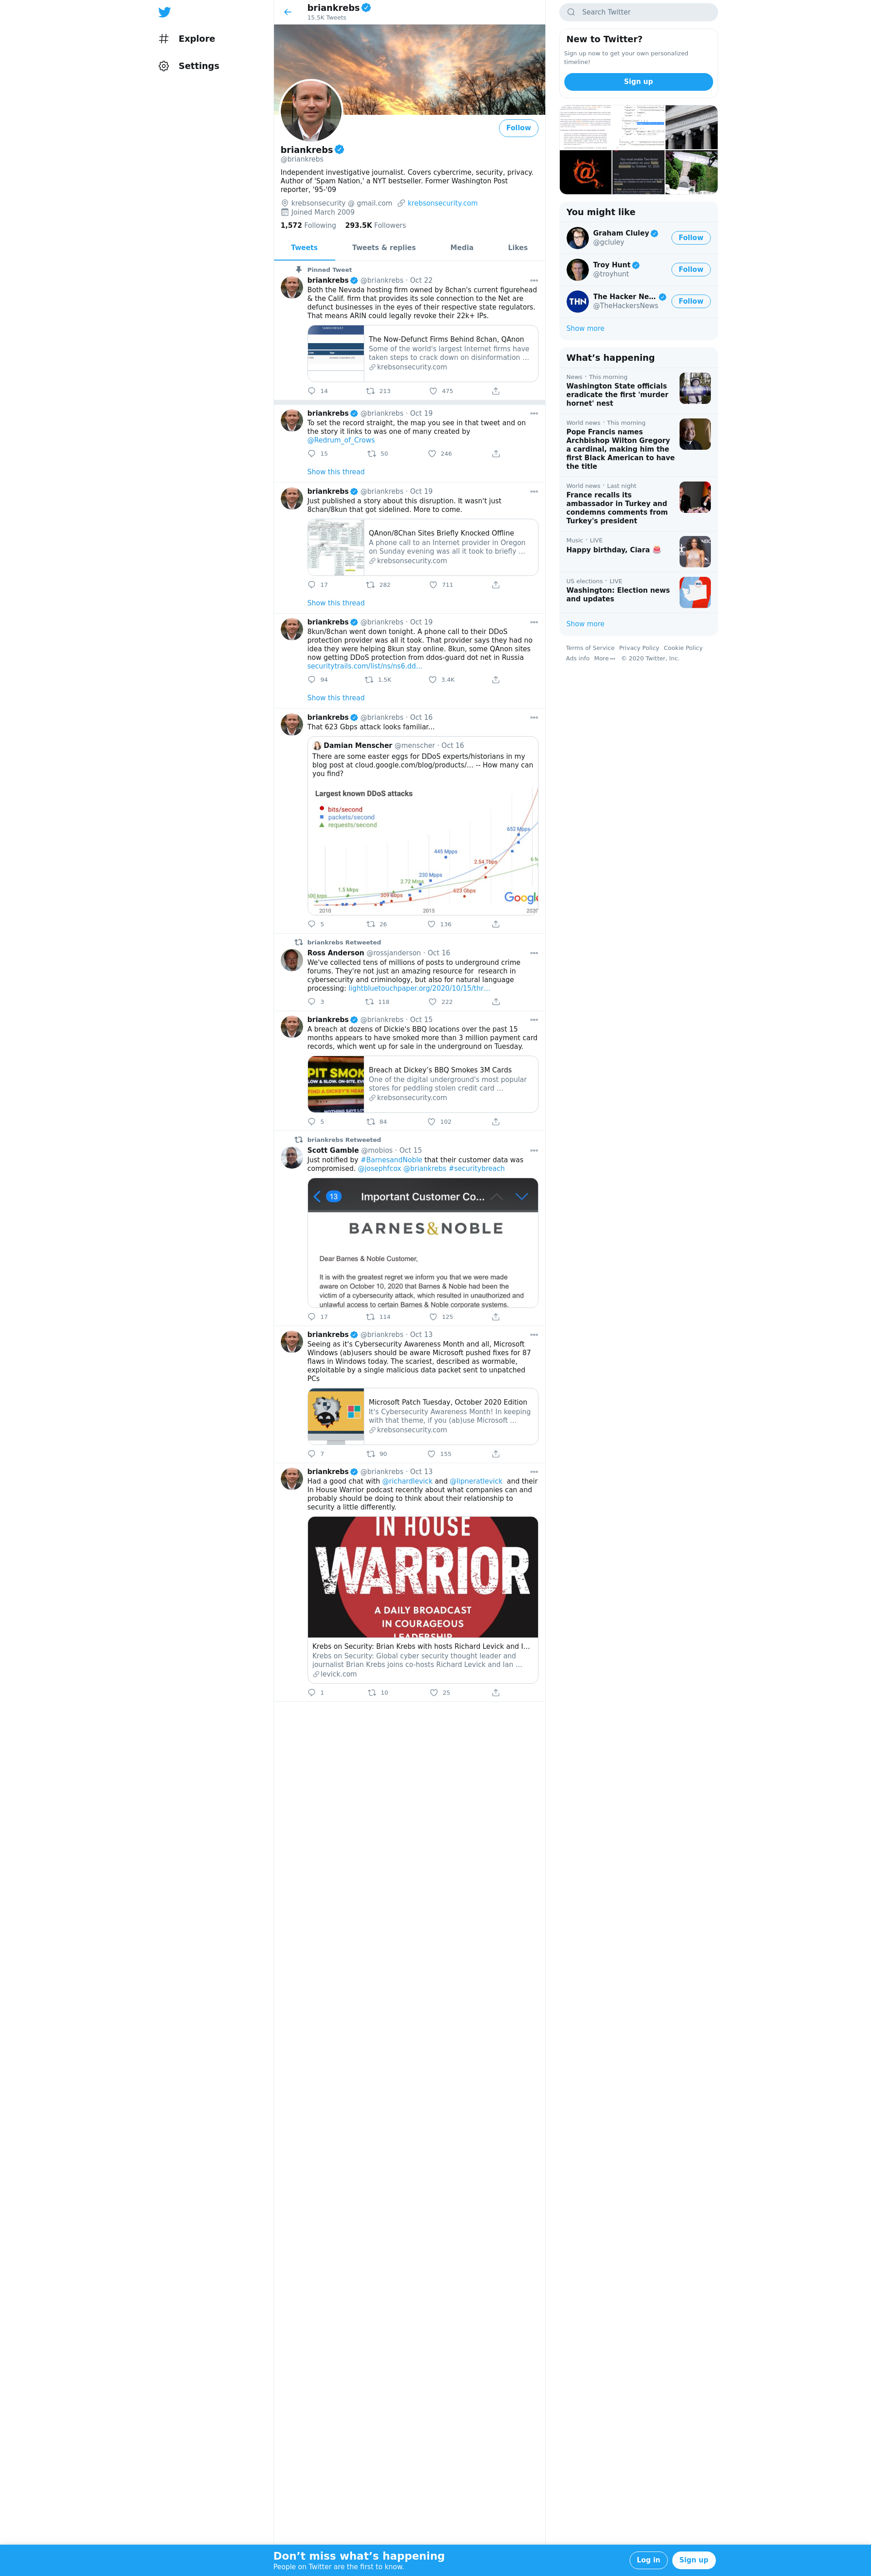 Explore
Settings
briankrebs
15.5K Tweets
Follow
briankrebs
@briankrebs
Independent investigative journalist. Covers cybercrime, security, privacy.
Author of 'Spam Nation,' a NYT bestseller. Former Washington Post
reporter, '95-'09
krebsonsecurity @ gmail.com krebsonsecurity.com
Joined March 2009
1,572 Following 293.5K Followers
Tweets Tweets & replies Media Likes
Pinned Tweet
briankrebs @briankrebs · Oct 22
Both the Nevada hosting firm owned by 8chan's current figurehead
& the Calif. firm that provides its sole connection to the Net are
defunct businesses in the eyes of their respective state regulators.
That means ARIN could legally revoke their 22k+ IPs.
The Now-Defunct Firms Behind 8chan, QAnon
Some of the world's largest Internet firms have
taken steps to crack down on disinformation ...
krebsonsecurity.com
14 213 475
briankrebs @briankrebs · Oct 19
To set the record straight, the map you see in that tweet and on
the story it links to was one of many created by
@Redrum_of_Crows
15 50 246
Show this thread
briankrebs @briankrebs · Oct 19
Just published a story about this disruption. It wasn't just
8chan/8kun that got sidelined. More to come.
QAnon/8Chan Sites Briefly Knocked Offline
A phone call to an Internet provider in Oregon
on Sunday evening was all it took to briefly ...
krebsonsecurity.com
17 282 711
Show this thread
briankrebs @briankrebs · Oct 19
8kun/8chan went down tonight. A phone call to their DDoS
protection provider was all it took. That provider says they had no
idea they were helping 8kun stay online. 8kun, some QAnon sites
now getting DDoS protection from ddos-guard dot net in Russia
securitytrails.com/list/ns/ns6.dd...
94 1.5K 3.4K
Show this thread
briankrebs @briankrebs · Oct 16
That 623 Gbps attack looks familiar...
Damian Menscher @menscher · Oct 16
There are some easter eggs for DDoS experts/historians in my
blog post at cloud.google.com/blog/products/... -- How many can
you find?
Largest known DDoS attacks
bits/second
packets/second
requests/second
652 Mpps
445 Mpps
2.54 Tbps
230 Mpps
2.72 Mrps
1.5 Mrps
309 Gbps
623 Gbps
2010 2015
Google
5 26 136
briankrebs Retweeted
Ross Anderson @rossjanderson · Oct 16
We've collected tens of millions of posts to underground crime
forums. They're not just an amazing resource for research in
cybersecurity and criminology, but also for natural language
processing: lightbluetouchpaper.org/2020/10/15/thr...
3 118 222
briankrebs @briankrebs · Oct 15
A breach at dozens of Dickie's BBQ locations over the past 15
months appears to have smoked more than 3 million payment card
records, which went up for sale in the underground on Tuesday.
PIT SMOK
LOW & SLOW. ON-SITE, EVE
FIND A DICKEY'S NEAR
Breach at Dickey's BBQ Smokes 3M Cards
One of the digital underground's most popular
stores for peddling stolen credit card ...
krebsonsecurity.com
5 84 102
briankrebs Retweeted
Scott Gamble @mobios · Oct 15
Just notified by #BarnesandNoble that their customer data was
compromised. @josephfcox @briankrebs #securitybreach
13 Important Customer Co...
BARNES&NOBLE
Dear Barnes & Noble Customer,
It is with the greatest regret we inform you that we were made
aware on October 10, 2020 that Barnes & Noble had been the
victim of a cybersecurity attack, which resulted in unauthorized and
unlawful access to certain Barnes & Noble corporate systems.
17 114 125
briankrebs @briankrebs · Oct 13
Seeing as it's Cybersecurity Awareness Month and all, Microsoft
Windows (ab)users should be aware Microsoft pushed fixes for 87
flaws in Windows today. The scariest, described as wormable,
exploitable by a single malicious data packet sent to unpatched
PCs
Microsoft Patch Tuesday, October 2020 Edition
It's Cybersecurity Awareness Month! In keeping
with that theme, if you (ab)use Microsoft ...
krebsonsecurity.com
7 90 155
briankrebs @briankrebs · Oct 13
Had a good chat with @richardlevick and @lipneratlevick and their
In House Warrior podcast recently about what companies can and
probably should be doing to think about their relationship to
security a little differently.
IN HOUSE
WARRIOR
A DAILY BROADCAST
IN COURAGEOUS
LEADERSHIP
Krebs on Security: Brian Krebs with hosts Richard Levick and I...
Krebs on Security: Global cyber security thought leader and
journalist Brian Krebs joins co-hosts Richard Levick and Ian ...
levick.com
1 10 25
Search Twitter
New to Twitter?
Sign up now to get your own personalized
timeline!
Sign up
You might like
Graham Cluley
@gcluley
Follow
Troy Hunt
@troyhunt
Follow
THN
The Hacker Ne...
@TheHackersNews
Follow
Show more
What's happening
News · This morning
Washington State officials
eradicate the first 'murder
hornet' nest
World news · This morning
Pope Francis names
Archbishop Wilton Gregory
a cardinal, making him the
first Black American to have
the title
World news · Last night
France recalls its
ambassador in Turkey and
condemns comments from
Turkey's president
Music · LIVE
Happy birthday, Ciara 🎂
US elections · LIVE
Washington: Election news
and updates
Show more
Terms of Service Privacy Policy Cookie Policy
Ads info More ··· © 2020 Twitter, Inc.
Don't miss what's happening
People on Twitter are the first to know.
Log in Sign up